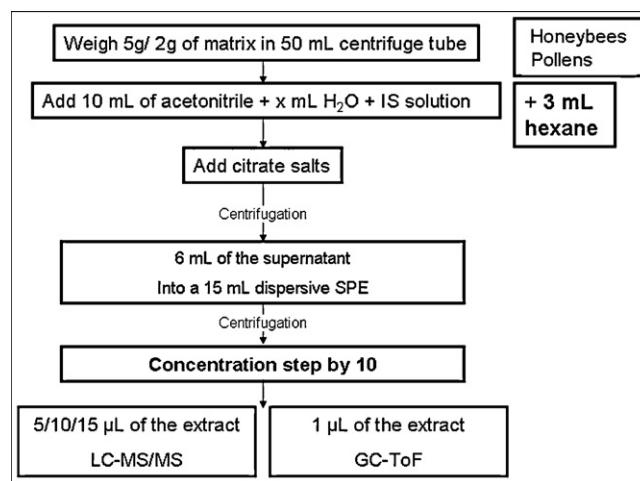 Weigh 5g/ 2g of matrix in 50 mL centrifuge tube
Honeybees
Pollens
Add 10 mL of acetonitrile + x mL H₂O + IS solution
+ 3 mL
hexane
Add citrate salts
Centrifugation
6 mL of the supernatant
Into a 15 mL dispersive SPE
Centrifugation
Concentration step by 10
5/10/15 µL of the extract
LC-MS/MS
1 µL of the extract
GC-ToF